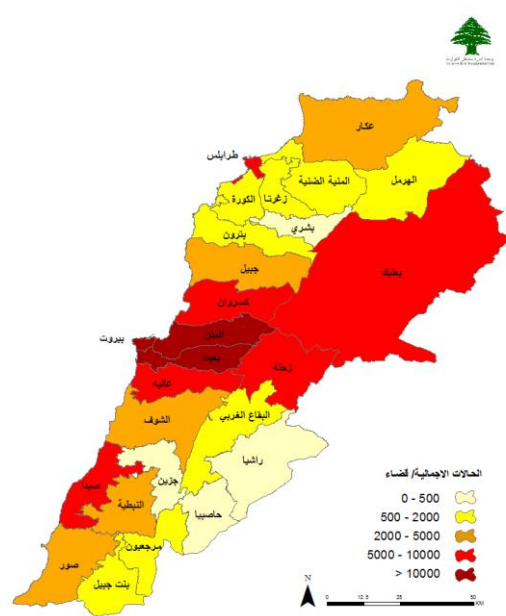 عكار
طرابلس
المنية الضنية
الهرمل
زغرتا
الكورة
بشري
بترون
بعلبك
جبيل
كسروان
المتن
بيروت
بعبدا
زحلة
عاليه
البقاع الغربي
الشوف
راشيا
صيدا
جزين
النبطية
حاصبيا
مرجعيون
صور
بنت جبيل
الحالات الاجمالية/ قضاء
0 - 500
500 - 2000
2000 - 5000
5000 - 10000
> 10000
N
0 12.5 25 50
KM